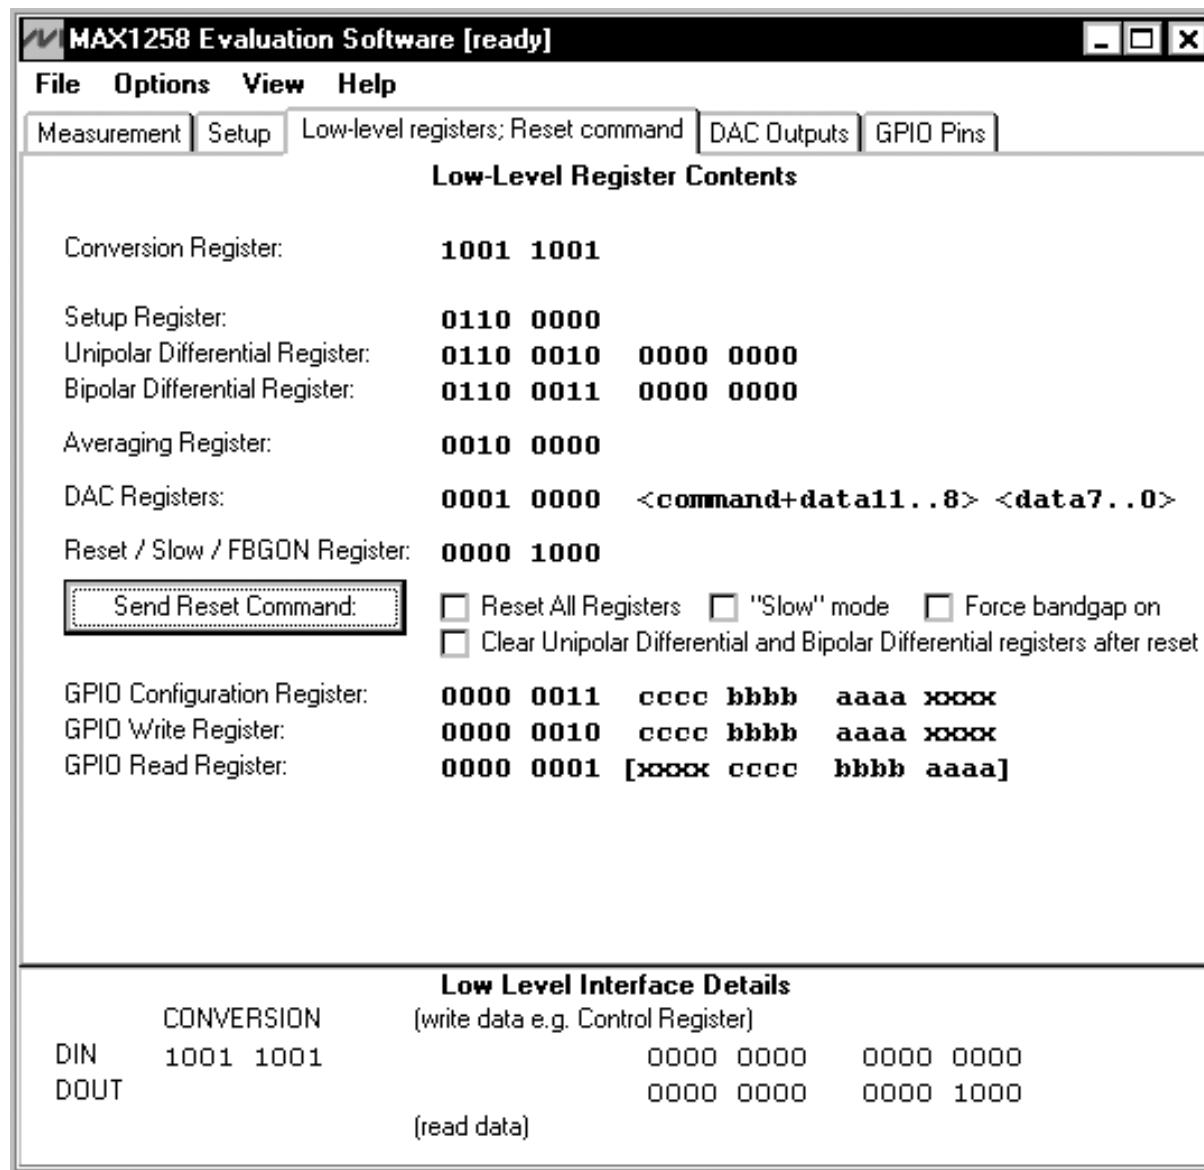 MAX1258 Evaluation Software [ready]
File Options View Help
Measurement Setup Low-level registers; Reset command DAC Outputs GPIO Pins
Low-Level Register Contents
Conversion Register: 1001 1001
Setup Register: 0110 0000
Unipolar Differential Register: 0110 0010 0000 0000
Bipolar Differential Register: 0110 0011 0000 0000
Averaging Register: 0010 0000
DAC Registers: 0001 0000 <command+data11..8> <data7..0>
Reset / Slow / FBGON Register: 0000 1000
Send Reset Command: Reset All Registers "Slow" mode Force bandgap on
Clear Unipolar Differential and Bipolar Differential registers after reset
GPIO Configuration Register: 0000 0011 cccc bbbb aaaa xxxx
GPIO Write Register: 0000 0010 cccc bbbb aaaa xxxx
GPIO Read Register: 0000 0001 [xxxx cccc bbbb aaaa]
Low Level Interface Details
CONVERSION (write data e.g. Control Register)
DIN 1001 1001 0000 0000 0000 0000
DOUT 0000 0000 0000 1000
(read data)